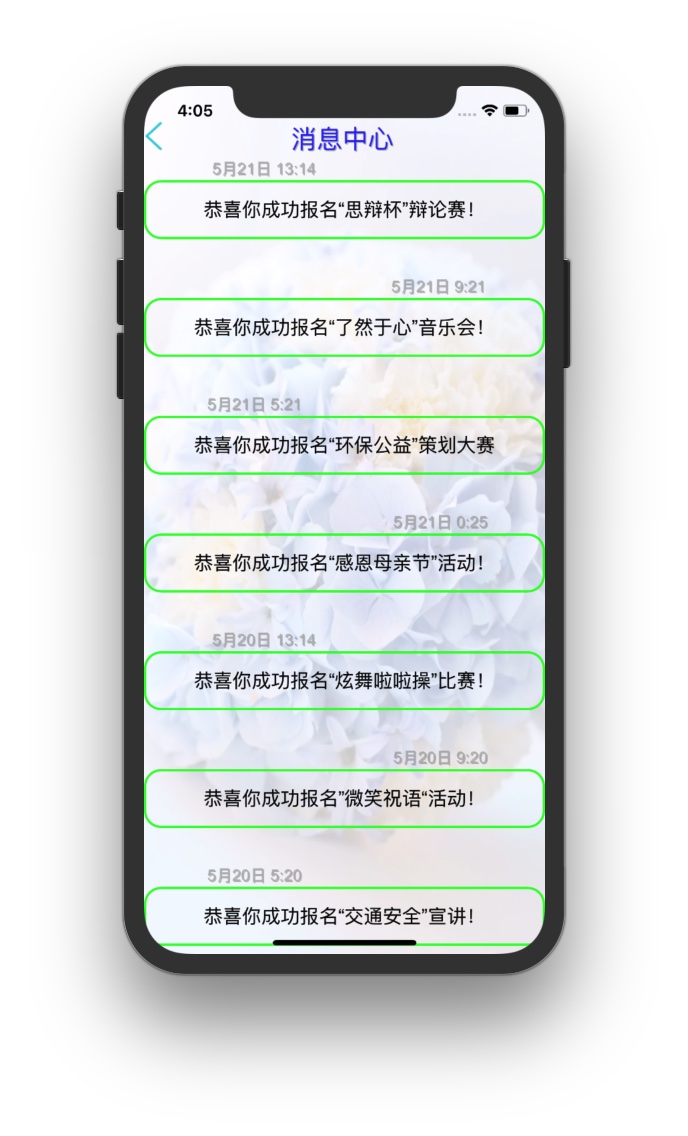 4:05
消息中心
5月21日 13:14
恭喜你成功报名“思辩杯”辩论赛！
5月21日 9:21
恭喜你成功报名“了然于心”音乐会！
5月21日 5:21
恭喜你成功报名“环保公益”策划大赛
5月21日 0:25
恭喜你成功报名“感恩母亲节”活动！
5月20日 13:14
恭喜你成功报名“炫舞啦啦操”比赛！
5月20日 9:20
恭喜你成功报名”微笑祝语“活动！
5月20日 5:20
恭喜你成功报名“交通安全”宣讲！